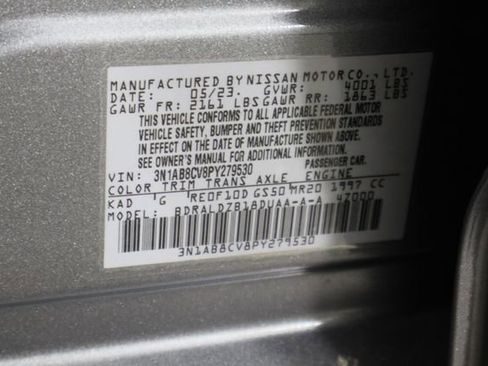 MANUFACTURED BY NISSAN MOTOR CO., LTD.
DATE: 05/23. GVWR: 4001 LBS
GAWR FR: 2161 LBS GAWR RR: 1863 LBS
THIS VEHICLE CONFORMS TO ALL APPLICABLE FEDERAL MOTOR
VEHICLE SAFETY, BUMPER AND THEFT PREVENTION STANDARDS
IN EFFECT ON THE DATE OF MANUFACTURE SHOWN ABOVE.
SEE OWNER'S MANUAL FOR ADDITIONAL INFORMATION.
VIN: 3N1AB8CV8PY279530 PASSENGER CAR.
COLOR TRIM TRANS AXLE ENGINE
KAD G RE0F10D GS50 MR20 1997 CC
MODEL: BDRALDZB18DUAA-A-A 4Z000
3N1AB8CV8PY279530